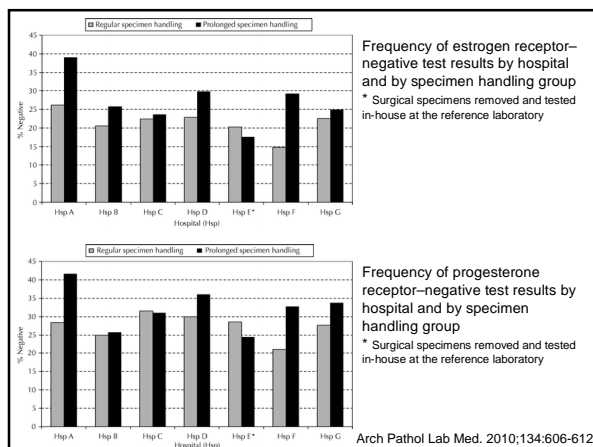 Regular specimen handling Prolonged specimen handling
45
40
35
30
25
20
15
10
5
0
% Negative
Hsp A Hsp B Hsp C Hsp D Hsp E* Hsp F Hsp G
Hospital (Hsp)
Frequency of estrogen receptor–
negative test results by hospital
and by specimen handling group
* Surgical specimens removed and tested
in-house at the reference laboratory
Regular specimen handling Prolonged specimen handling
45
40
35
30
25
20
15
10
5
0
% Negative
Hsp A Hsp B Hsp C Hsp D Hsp E* Hsp F Hsp G
Hospital (Hsp)
Frequency of progesterone
receptor–negative test results by
hospital and by specimen
handling group
* Surgical specimens removed and tested
in-house at the reference laboratory
Arch Pathol Lab Med. 2010;134:606-612